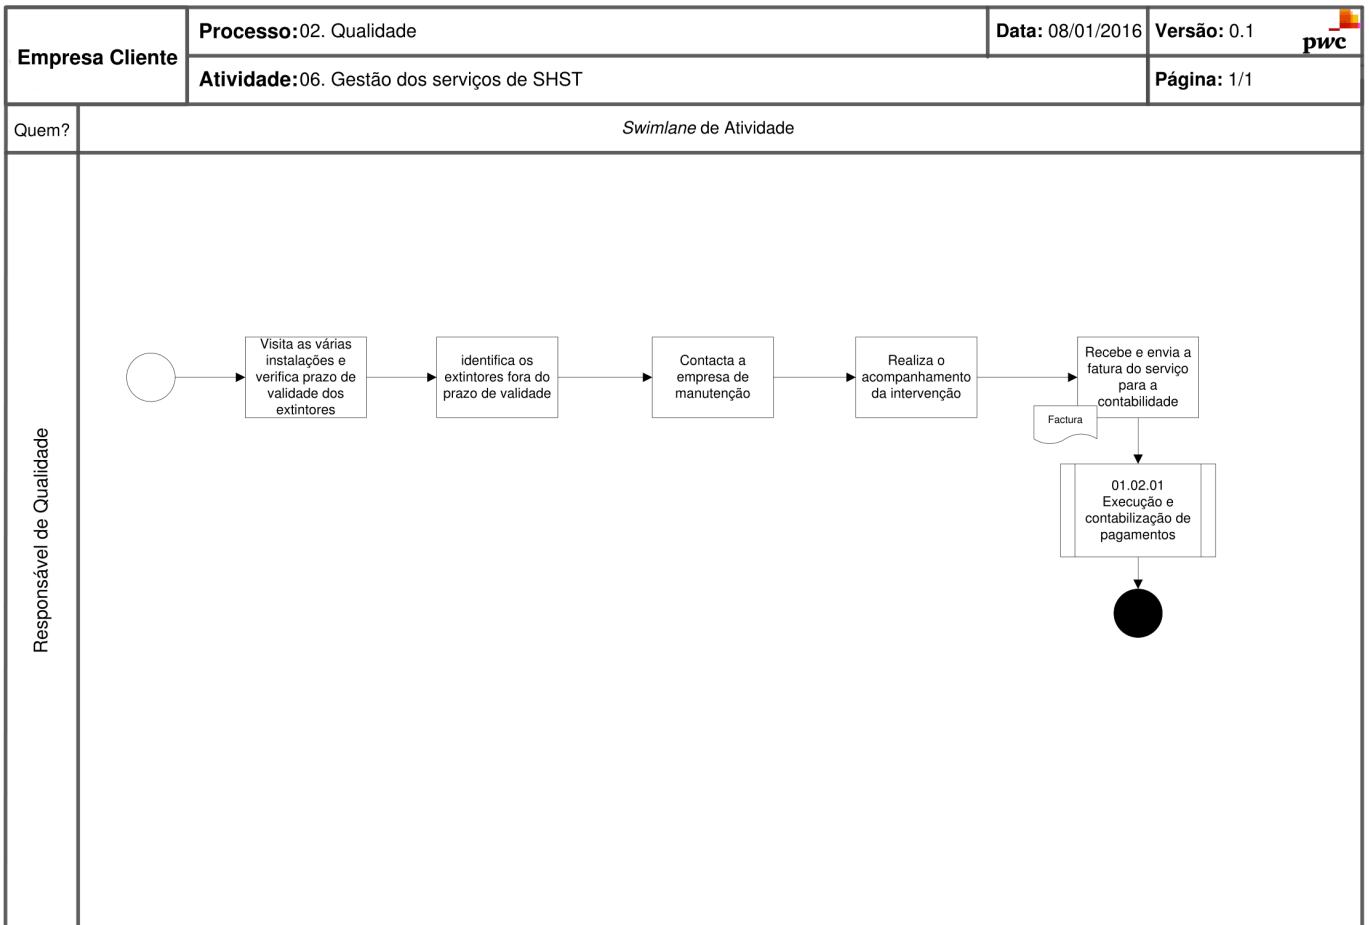 Empresa Cliente
Processo: 02. Qualidade
Data: 08/01/2016
Versão: 0.1
pwc
Atividade: 06. Gestão dos serviços de SHST
Página: 1/1
Quem?
Swimlane de Atividade
Responsável de Qualidade
Visita as várias
instalações e
verifica prazo de
validade dos
extintores
identifica os
extintores fora do
prazo de validade
Contacta a
empresa de
manutenção
Realiza o
acompanhamento
da intervenção
Recebe e envia a
fatura do serviço
para a
contabilidade
Factura
01.02.01
Execução e
contabilização de
pagamentos